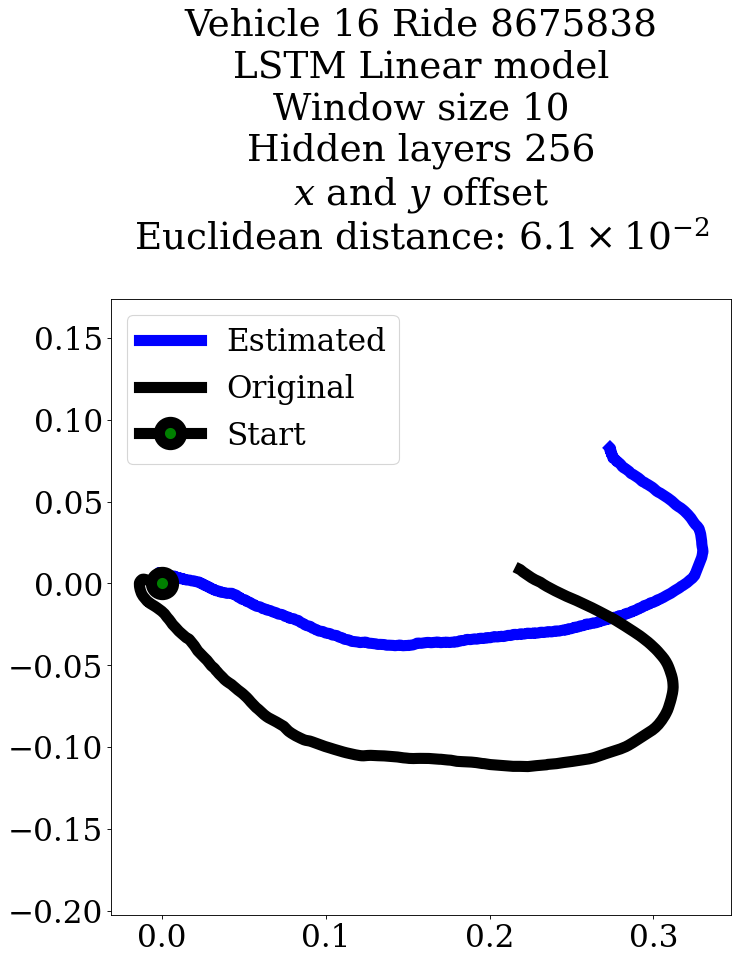 Vehicle 16 Ride 8675838
LSTM Linear model
Window size 10
Hidden layers 256
x and y offset
Euclidean distance: 6.1 × 10⁻²
Estimated
Original
Start
0.15
0.10
0.05
0.00
−0.05
−0.10
−0.15
−0.20
0.0 0.1 0.2 0.3